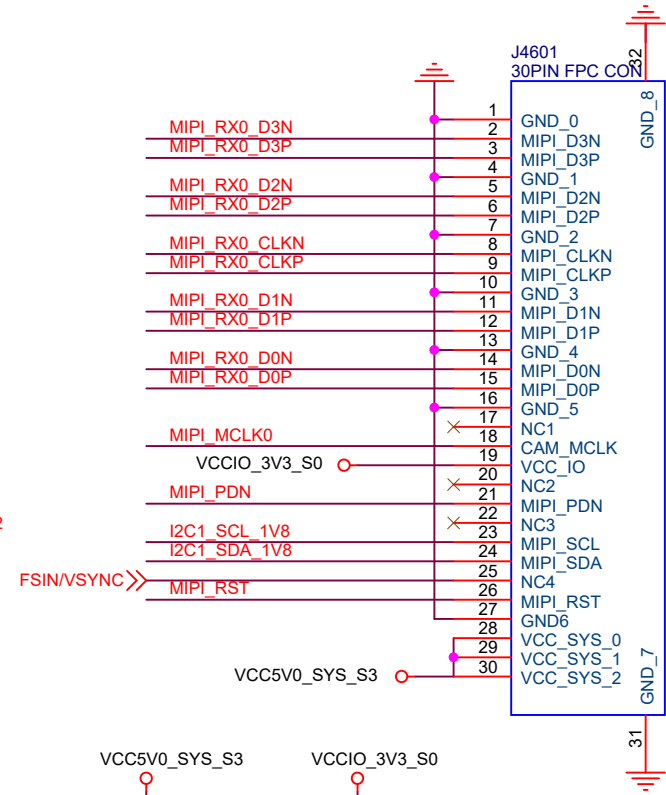 J4601
30PIN FPC CON
32
GND_8
1 GND_0
MIPI_RX0_D3N 2 MIPI_D3N
MIPI_RX0_D3P 3 MIPI_D3P
4 GND_1
MIPI_RX0_D2N 5 MIPI_D2N
MIPI_RX0_D2P 6 MIPI_D2P
7 GND_2
MIPI_RX0_CLKN 8 MIPI_CLKN
MIPI_RX0_CLKP 9 MIPI_CLKP
10 GND_3
MIPI_RX0_D1N 11 MIPI_D1N
MIPI_RX0_D1P 12 MIPI_D1P
13 GND_4
MIPI_RX0_D0N 14 MIPI_D0N
MIPI_RX0_D0P 15 MIPI_D0P
16 GND_5
17 NC1
MIPI_MCLK0 18 CAM_MCLK
VCCIO_3V3_S0 19 VCC_IO
20 NC2
MIPI_PDN 21 MIPI_PDN
22 NC3
2
I2C1_SCL_1V8 23 MIPI_SCL
I2C1_SDA_1V8 24 MIPI_SDA
FSIN/VSYNC 25 NC4
MIPI_RST 26 MIPI_RST
27 GND6
28 VCC_SYS_0
29 VCC_SYS_1
VCC5V0_SYS_S3 30 VCC_SYS_2
GND_7
31
VCC5V0_SYS_S3 VCCIO_3V3_S0